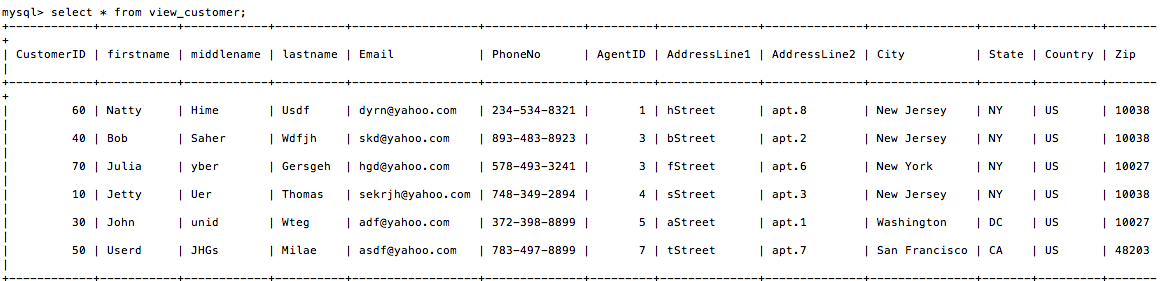 mysql> select * from view_customer;
+------------+-----------+------------+----------+------------------+--------------+---------+--------------+--------------+---------------+-------+---------+-------
+
| CustomerID | firstname | middlename | lastname | Email            | PhoneNo      | AgentID | AddressLine1 | AddressLine2 | City          | State | Country | Zip
|
+------------+-----------+------------+----------+------------------+--------------+---------+--------------+--------------+---------------+-------+---------+-------
+
|         60 | Natty     | Hime       | Usdf     | dyrn@yahoo.com   | 234-534-8321 |       1 | hStreet      | apt.8        | New Jersey    | NY    | US      | 10038
|
|         40 | Bob       | Saher      | Wdfjh    | skd@yahoo.com    | 893-483-8923 |       3 | bStreet      | apt.2        | New Jersey    | NY    | US      | 10038
|
|         70 | Julia     | yber       | Gersgeh  | hgd@yahoo.com    | 578-493-3241 |       3 | fStreet      | apt.6        | New York      | NY    | US      | 10027
|
|         10 | Jetty     | Uer        | Thomas   | sekrjh@yahoo.com | 748-349-2894 |       4 | sStreet      | apt.3        | New Jersey    | NY    | US      | 10038
|
|         30 | John      | unid       | Wteg     | adf@yahoo.com    | 372-398-8899 |       5 | aStreet      | apt.1        | Washington    | DC    | US      | 10027
|
|         50 | Userd     | JHGs       | Milae    | asdf@yahoo.com   | 783-497-8899 |       7 | tStreet      | apt.7        | San Francisco | CA    | US      | 48203
|
+------------+-----------+------------+----------+------------------+--------------+---------+--------------+--------------+---------------+-------+---------+-------